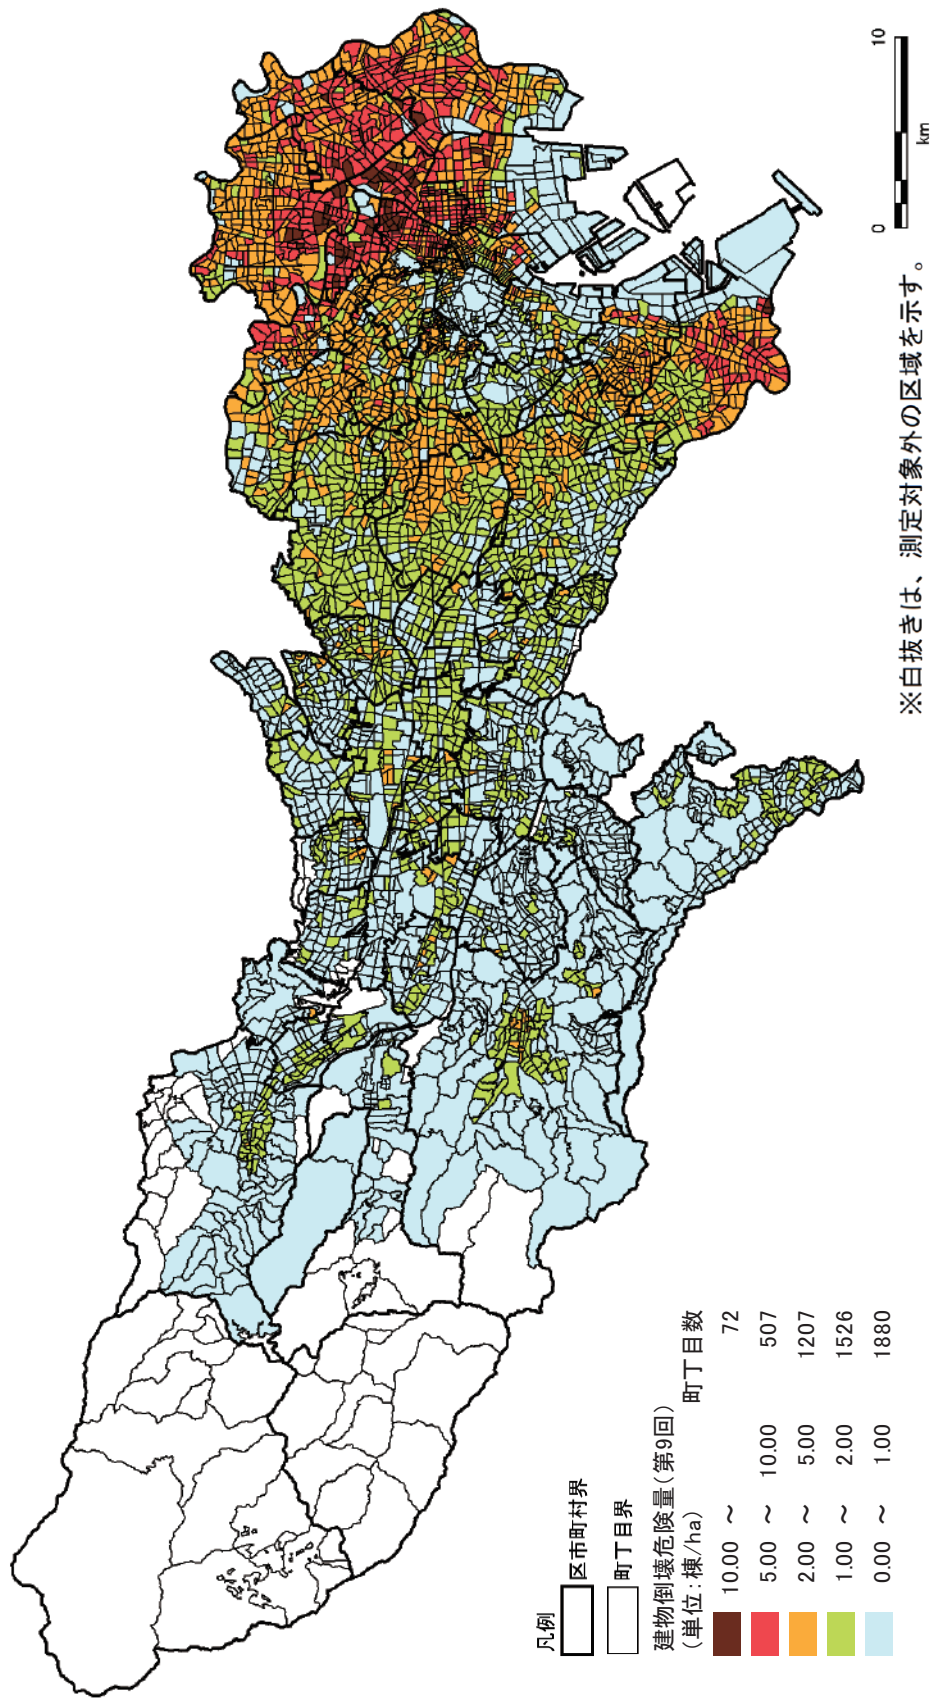 凡例
区市町村界
町丁目界
建物倒壊危険量(第9回)
(単位:棟/ha) 町丁目数
10.00 ～ 72
5.00 ～ 10.00 507
2.00 ～ 5.00 1207
1.00 ～ 2.00 1526
0.00 ～ 1.00 1880
0 10
km
※白抜きは、測定対象外の区域を示す。